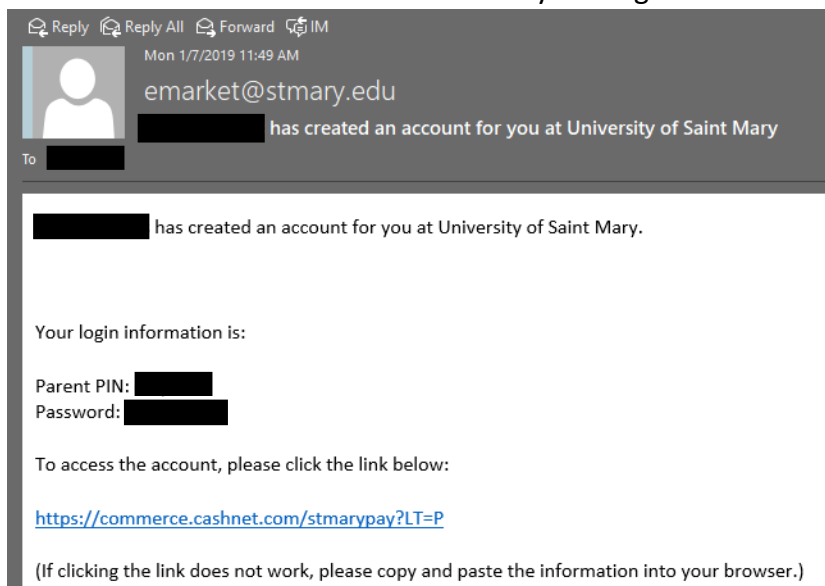 Reply Reply All Forward IM
Mon 1/7/2019 11:49 AM
emarket@stmary.edu
has created an account for you at University of Saint Mary
To
has created an account for you at University of Saint Mary.
Your login information is:
Parent PIN:
Password:
To access the account, please click the link below:
https://commerce.cashnet.com/stmarypay?LT=P
(If clicking the link does not work, please copy and paste the information into your browser.)